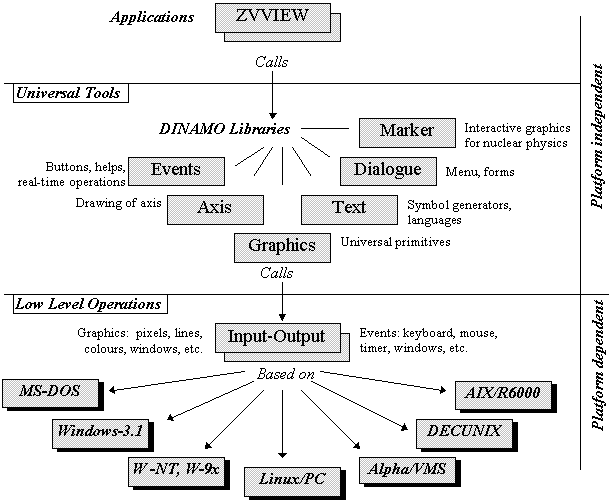 Applications
ZVVIEW
Calls
Universal Tools
DINAMO Libraries
Marker
Interactive graphics
for nuclear physics
Buttons, helps,
real-time operations
Events
Dialogue
Menu, forms
Drawing of axis
Axis
Text
Symbol generators,
languages
Graphics
Universal primitives
Calls
Platform independent
Low Level Operations
Graphics: pixels, lines,
colours, windows, etc.
Input-Output
Events: keyboard, mouse,
timer, windows, etc.
Based on
MS-DOS
AIX/R6000
Windows-3.1
DECUNIX
W-NT, W-9x
Linux/PC
Alpha/VMS
Platform dependent